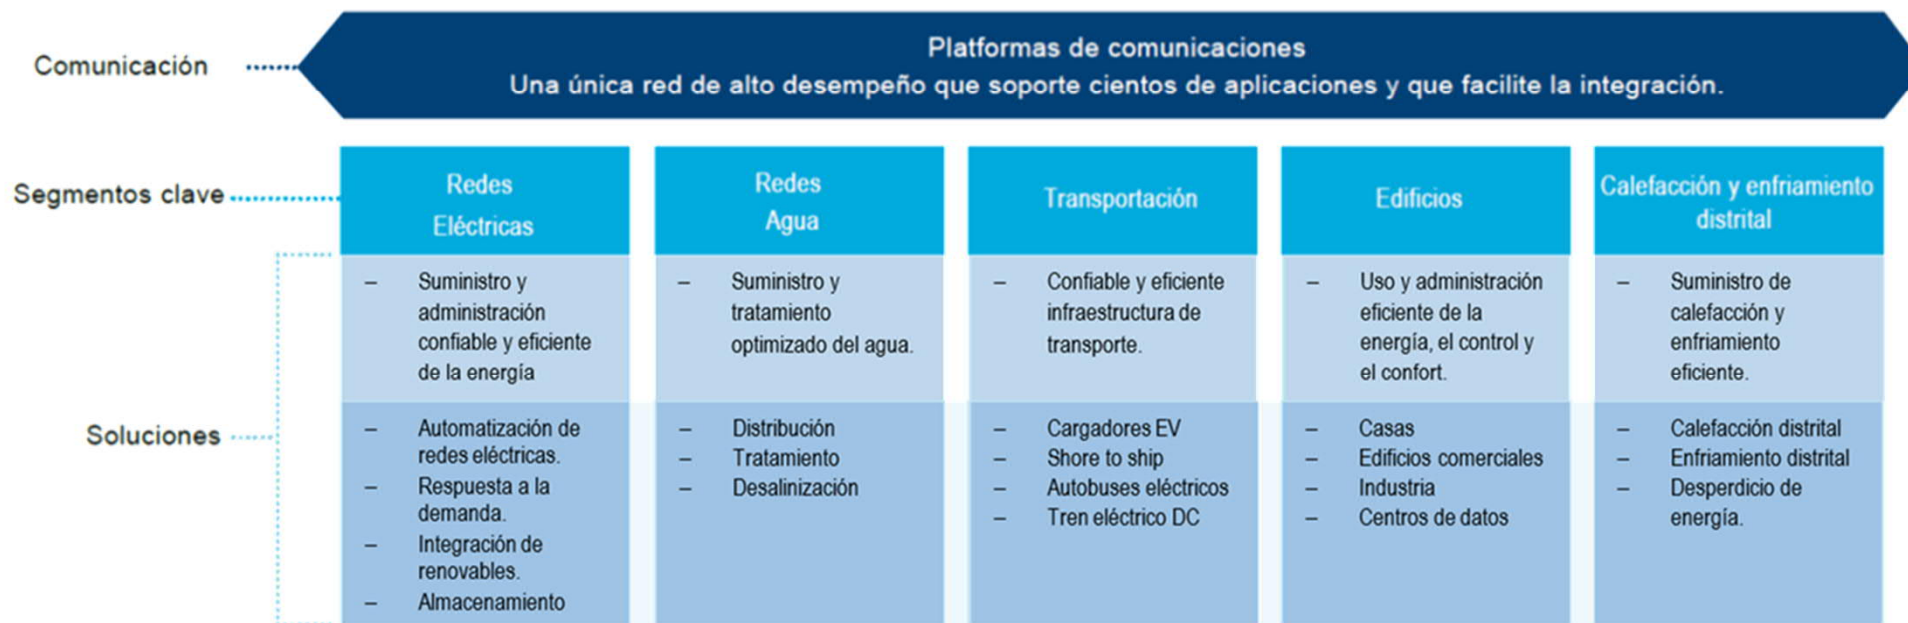 Comunicación
Platformas de comunicaciones
Una única red de alto desempeño que soporte cientos de aplicaciones y que facilite la integración.
Segmentos clave
Redes
Eléctricas
Redes
Agua
Transportación
Edificios
Calefacción y enfriamiento
distrital
Soluciones
– Suministro y
administración
confiable y eficiente
de la energía
– Suministro y
tratamiento
optimizado del agua.
– Confiable y eficiente
infraestructura de
transporte.
– Uso y administración
eficiente de la
energía, el control y
el confort.
– Suministro de
calefacción y
enfriamiento
eficiente.
– Automatización de
redes eléctricas.
– Respuesta a la
demanda.
– Integración de
renovables.
– Almacenamiento
– Distribución
– Tratamiento
– Desalinización
– Cargadores EV
– Shore to ship
– Autobuses eléctricos
– Tren eléctrico DC
– Casas
– Edificios comerciales
– Industria
– Centros de datos
– Calefacción distrital
– Enfriamiento distrital
– Desperdicio de
energía.